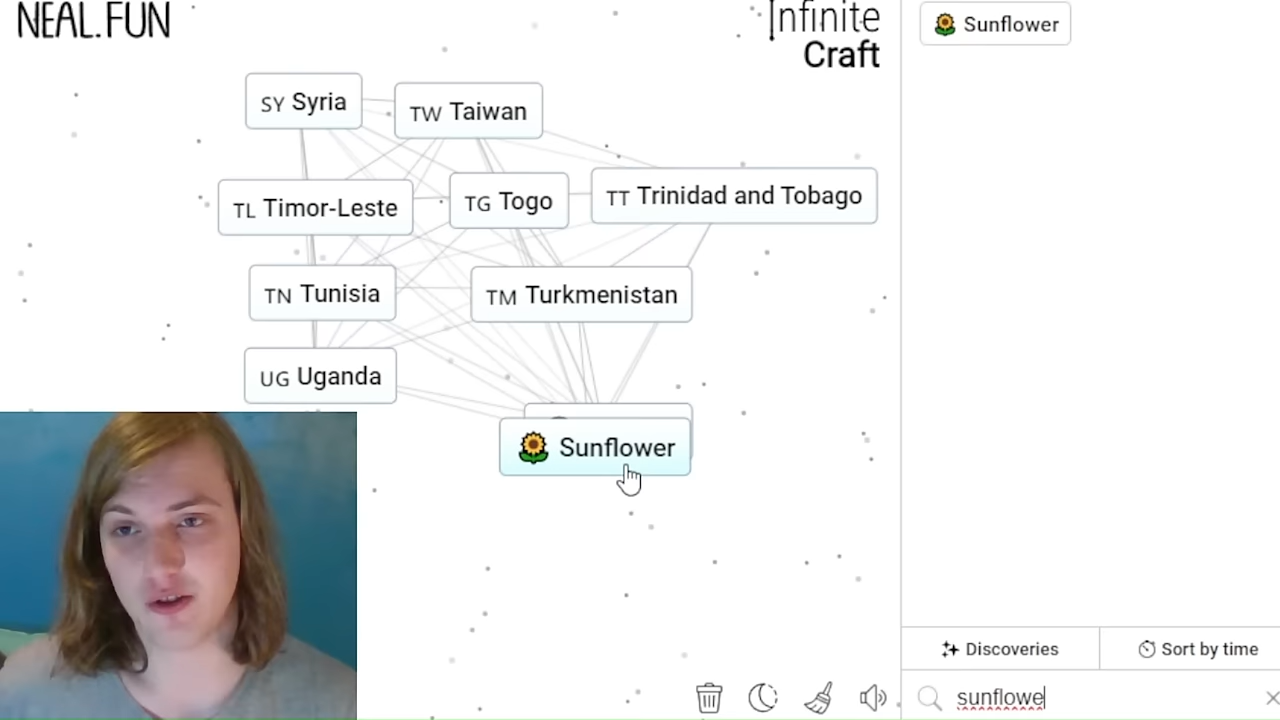 NEAL.FUN
Infinite
Craft
Sunflower
SY Syria
TW Taiwan
TL Timor-Leste
TG Togo
TT Trinidad and Tobago
TN Tunisia
TM Turkmenistan
UG Uganda
Sunflower
Discoveries
Sort by time
sunflowe